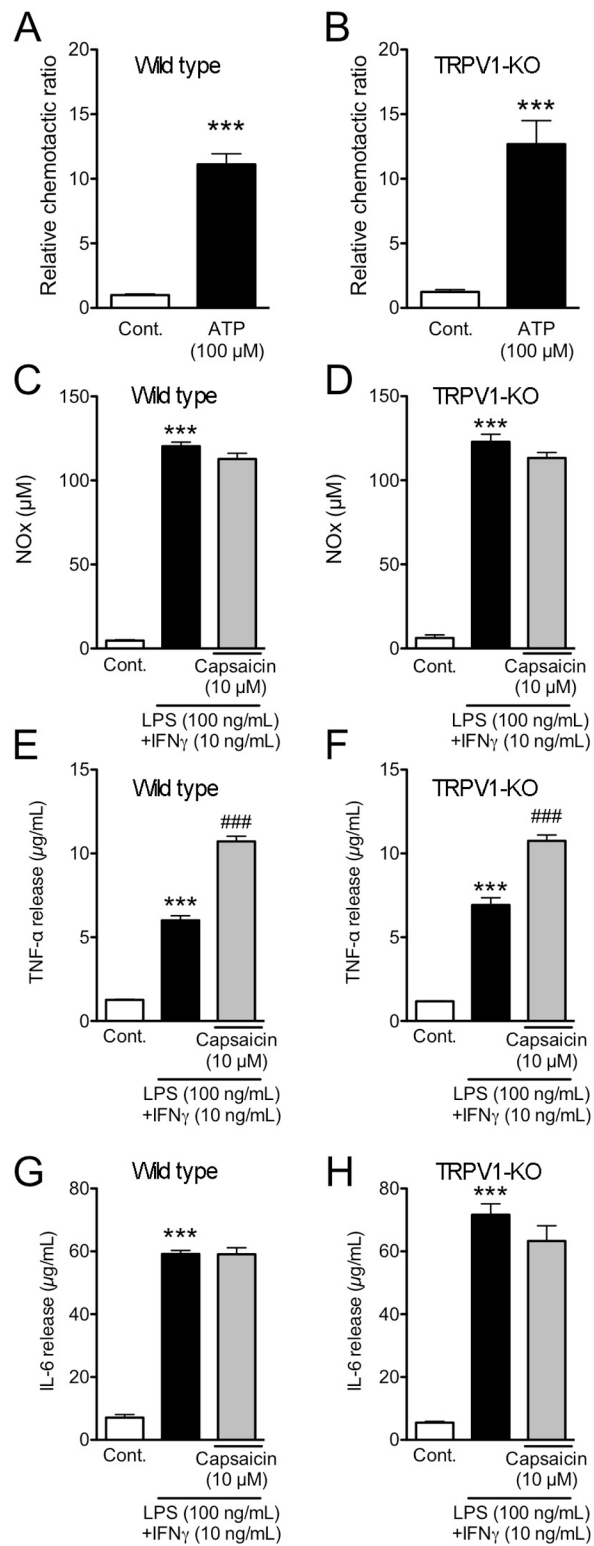 A
Wild type
Relative chemotactic ratio
20
15
10
5
0
***
Cont.
ATP
(100 µM)
B
TRPV1-KO
Relative chemotactic ratio
20
15
10
5
0
***
Cont.
ATP
(100 µM)
C
Wild type
NOx (µM)
150
100
50
0
***
Cont.
Capsaicin
(10 µM)
LPS (100 ng/mL)
+IFNγ (10 ng/mL)
D
TRPV1-KO
NOx (µM)
150
100
50
0
***
Cont.
Capsaicin
(10 µM)
LPS (100 ng/mL)
+IFNγ (10 ng/mL)
E
Wild type
TNF-α release (µg/mL)
15
10
5
0
***
###
Cont.
Capsaicin
(10 µM)
LPS (100 ng/mL)
+IFNγ (10 ng/mL)
F
TRPV1-KO
TNF-α release (µg/mL)
15
10
5
0
***
###
Cont.
Capsaicin
(10 µM)
LPS (100 ng/mL)
+IFNγ (10 ng/mL)
G
Wild type
IL-6 release (µg/mL)
80
60
40
20
0
***
Cont.
Capsaicin
(10 µM)
LPS (100 ng/mL)
+IFNγ (10 ng/mL)
H
TRPV1-KO
IL-6 release (µg/mL)
80
60
40
20
0
***
Cont.
Capsaicin
(10 µM)
LPS (100 ng/mL)
+IFNγ (10 ng/mL)